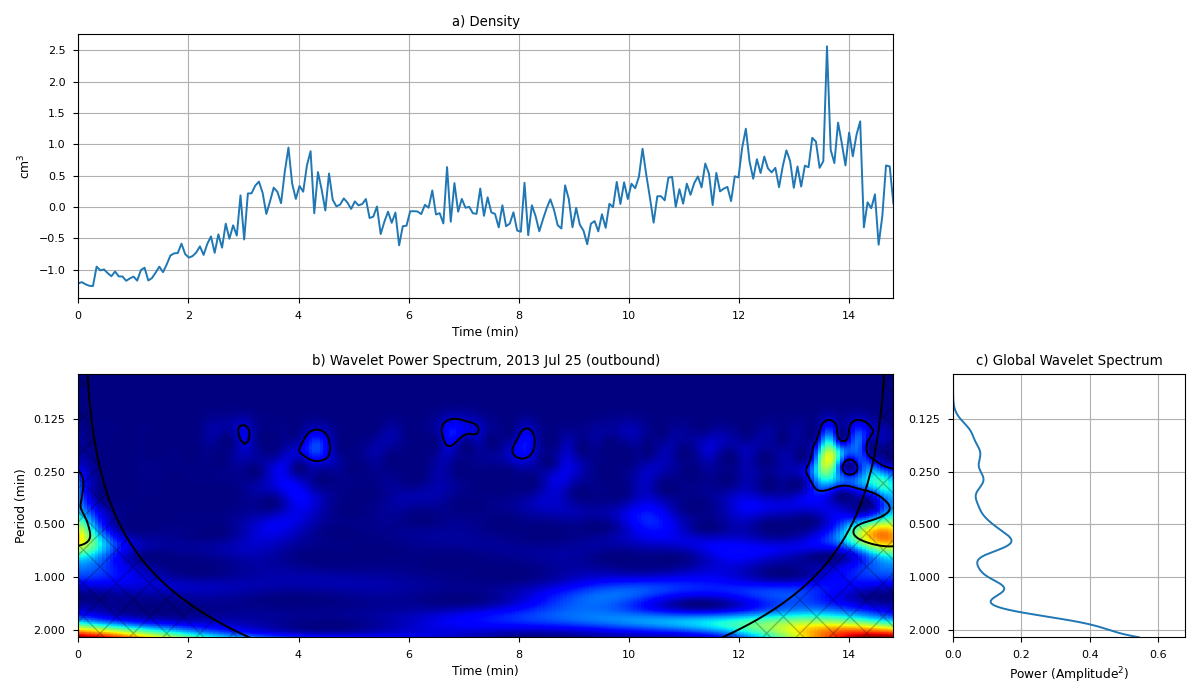 a) Density
2.5
2.0
1.5
1.0
0.5
0.0
−0.5
−1.0
cm³
0 2 4 6 8 10 12 14
Time (min)
b) Wavelet Power Spectrum, 2013 Jul 25 (outbound)
0.125
0.250
0.500
1.000
2.000
Period (min)
0 2 4 6 8 10 12 14
Time (min)
c) Global Wavelet Spectrum
0.125
0.250
0.500
1.000
2.000
0.0 0.2 0.4 0.6
Power (Amplitude²)